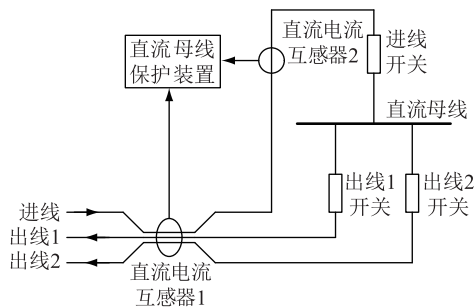 直流电流
互感器2
进线
开关
直流母线
保护装置
直流母线
出线1
开关
出线2
开关
进线
出线1
出线2
直流电流
互感器1